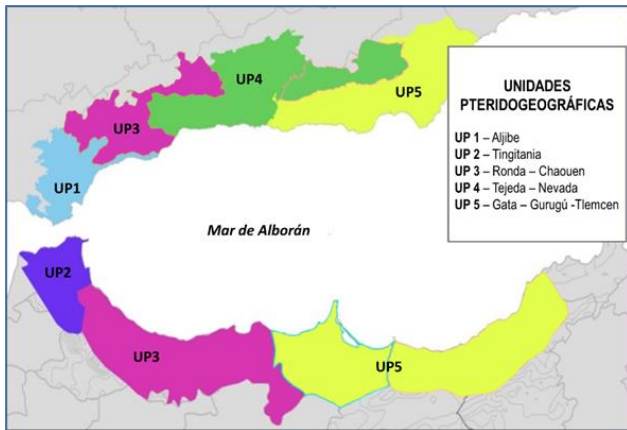 UNIDADES
PTERIDOGEOGRÁFICAS
UP 1 – Aljibe
UP 2 – Tingitania
UP 3 – Ronda – Chaouen
UP 4 – Tejeda – Nevada
UP 5 – Gata – Gurugú -Tlemcen
UP4
UP5
UP3
UP1
Mar de Alborán
UP2
UP3
UP5